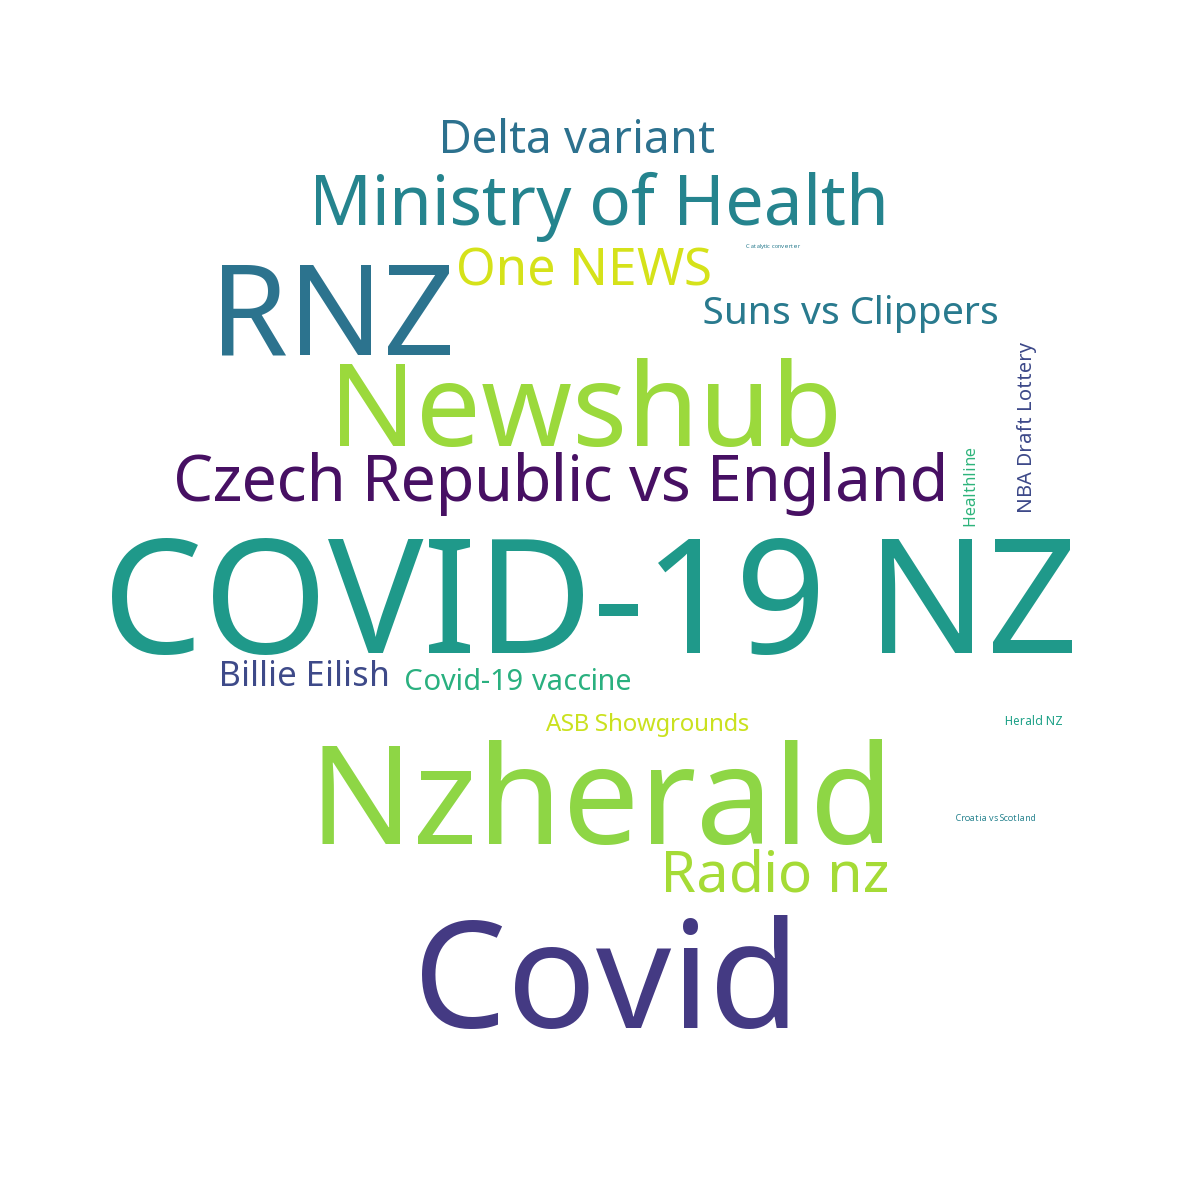 Delta variant
Ministry of Health
Catalytic converter
One NEWS
RNZ
Suns vs Clippers
NBA Draft Lottery
Newshub
Healthline
Czech Republic vs England
COVID-19 NZ
Billie Eilish
Covid-19 vaccine
ASB Showgrounds
Herald NZ
Nzherald
Croatia vs Scotland
Radio nz
Covid